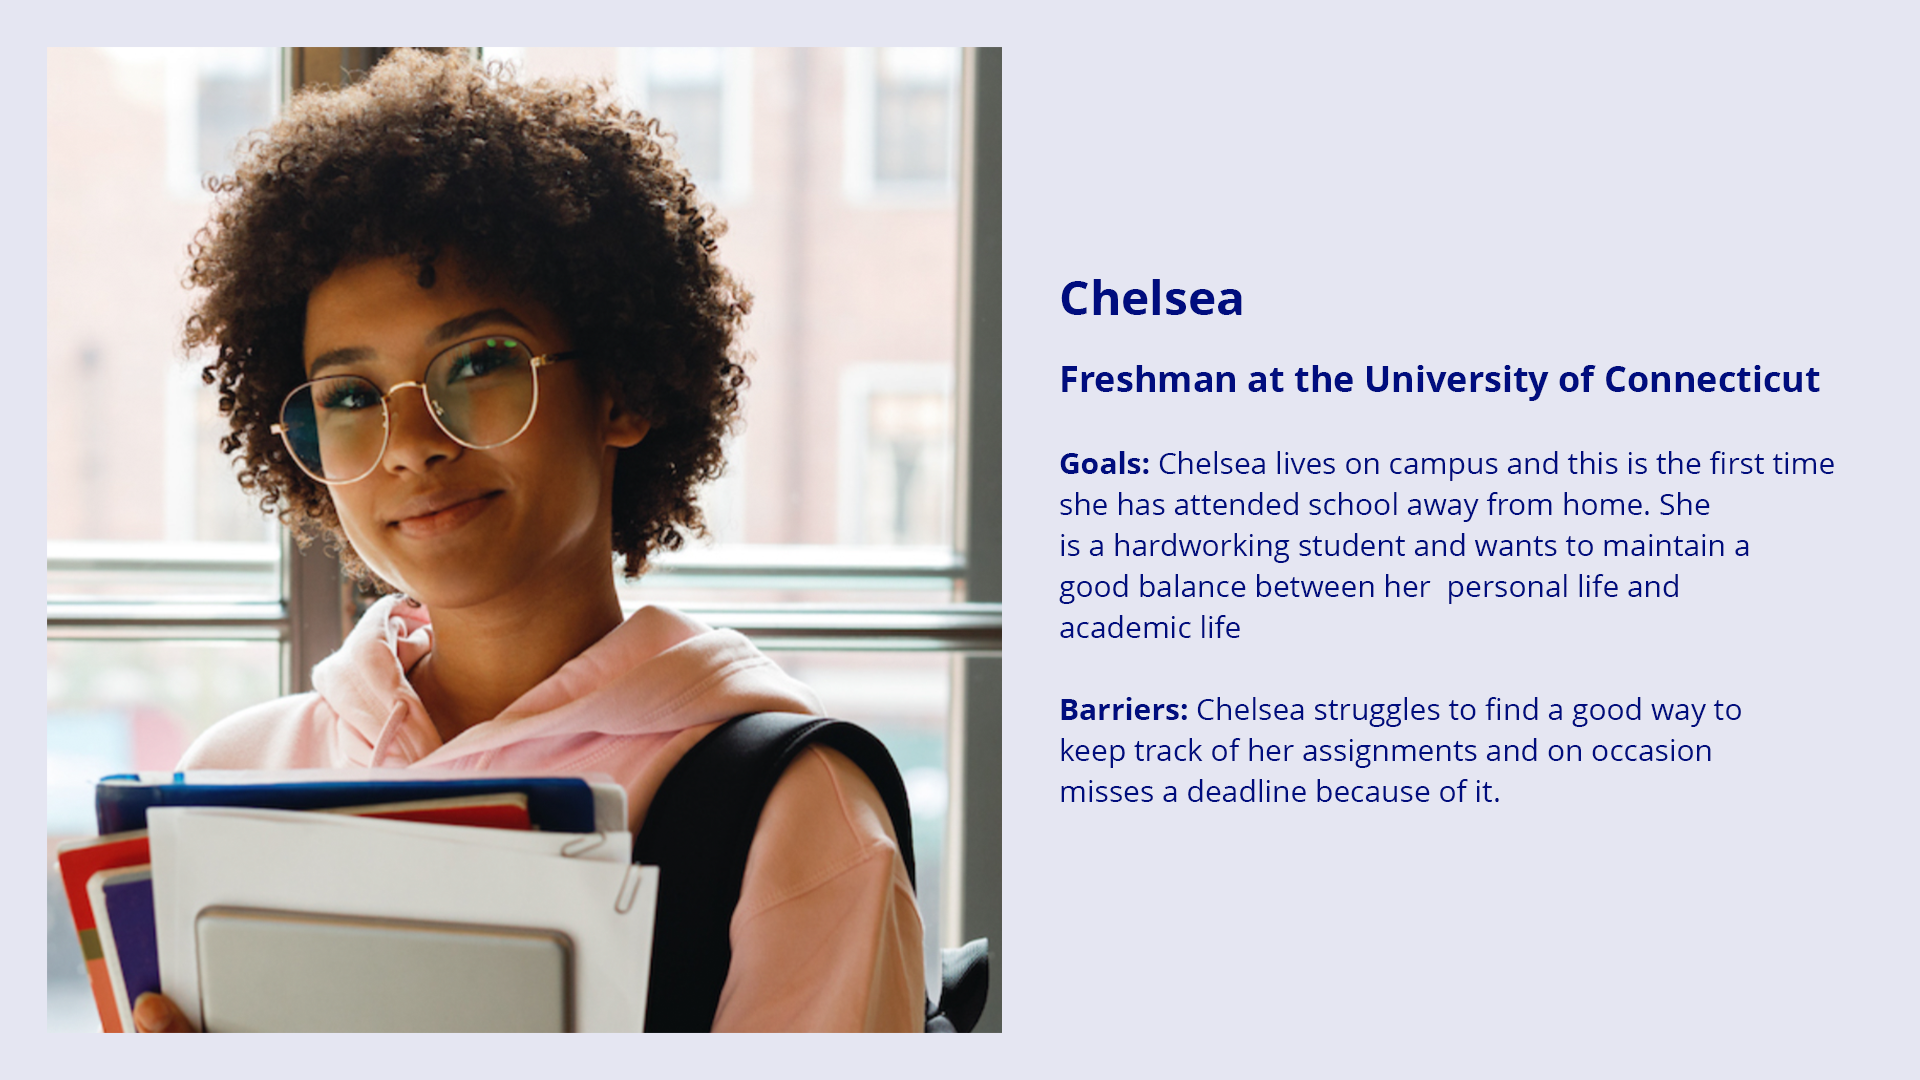 Chelsea
Freshman at the University of Connecticut
Goals: Chelsea lives on campus and this is the first time
she has attended school away from home. She
is a hardworking student and wants to maintain a
good balance between her  personal life and
academic life
Barriers: Chelsea struggles to find a good way to
keep track of her assignments and on occasion
misses a deadline because of it.